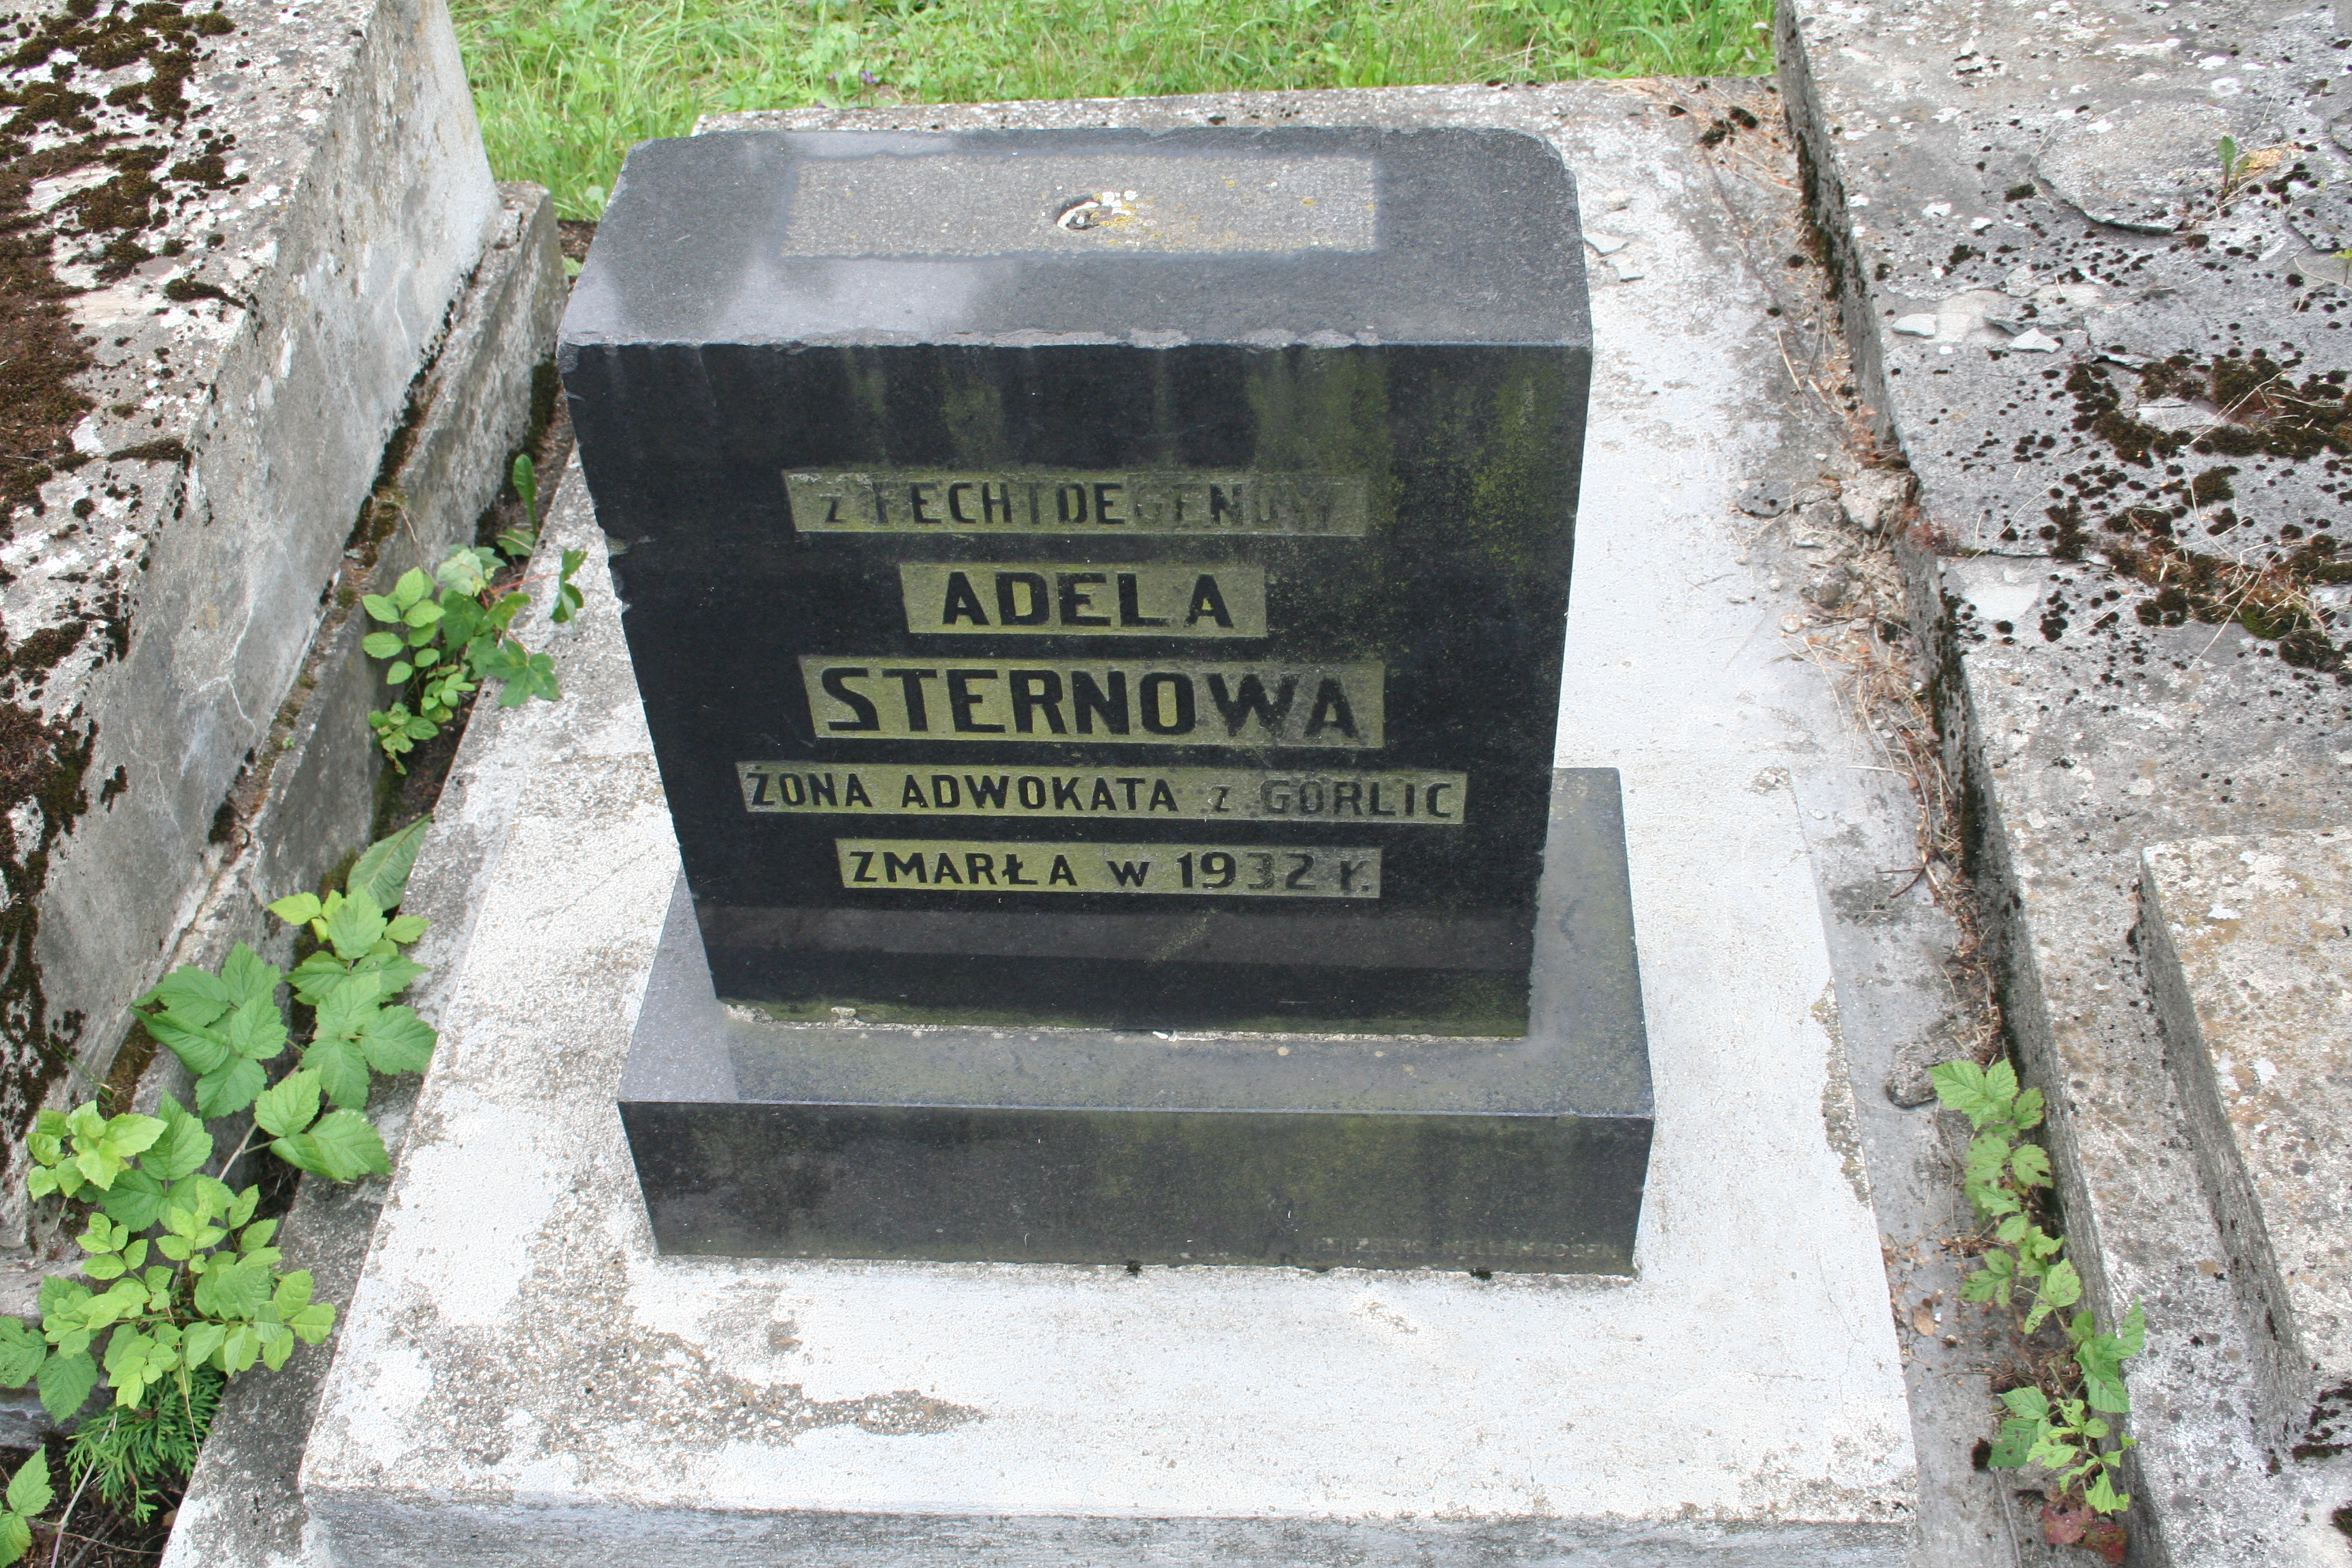 z FECHTDEGENÓW
ADELA
STERNOWA
ŻONA ADWOKATA z GORLIC
ZMARŁA w 1932 r.